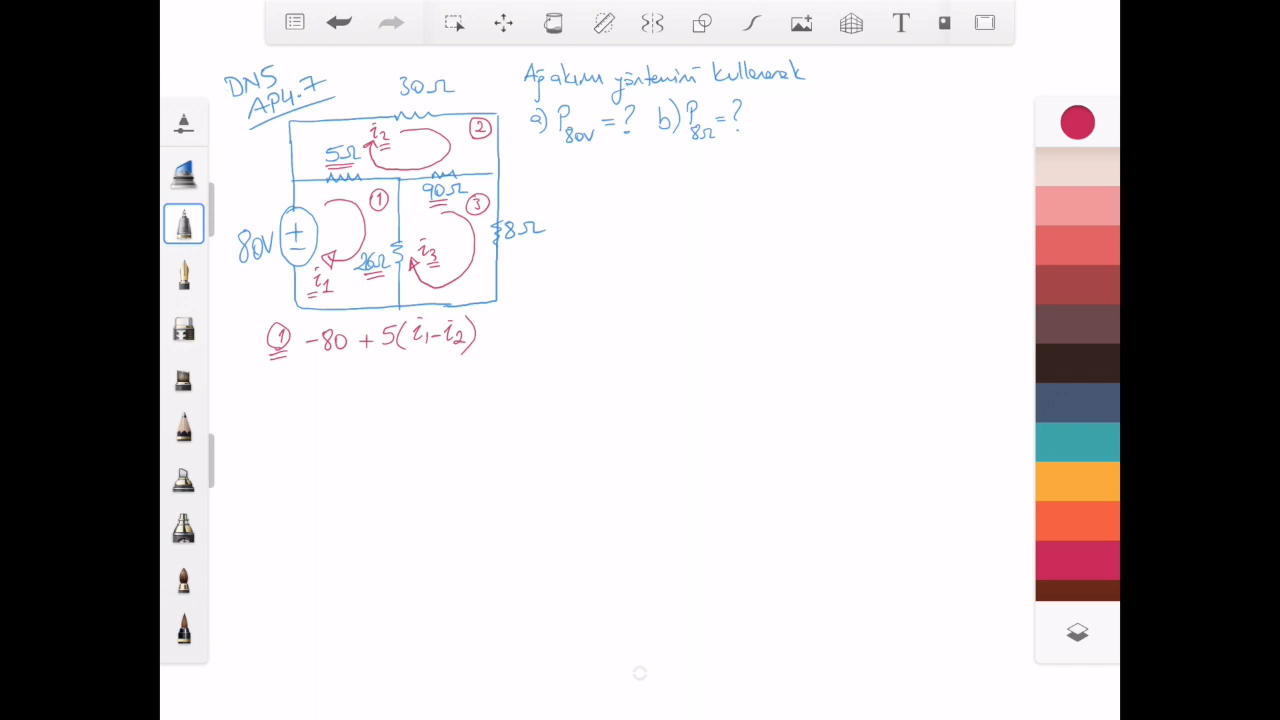 DNS
AP4.7
Ağ akımı yöntemini kullanarak
a) P80V = ? b) P8Ω = ?
30Ω
i2
2
5Ω
1
90Ω
3
80V
+
−
i1
26Ω
i3
8Ω
1 -80 + 5(i1-i2)
T